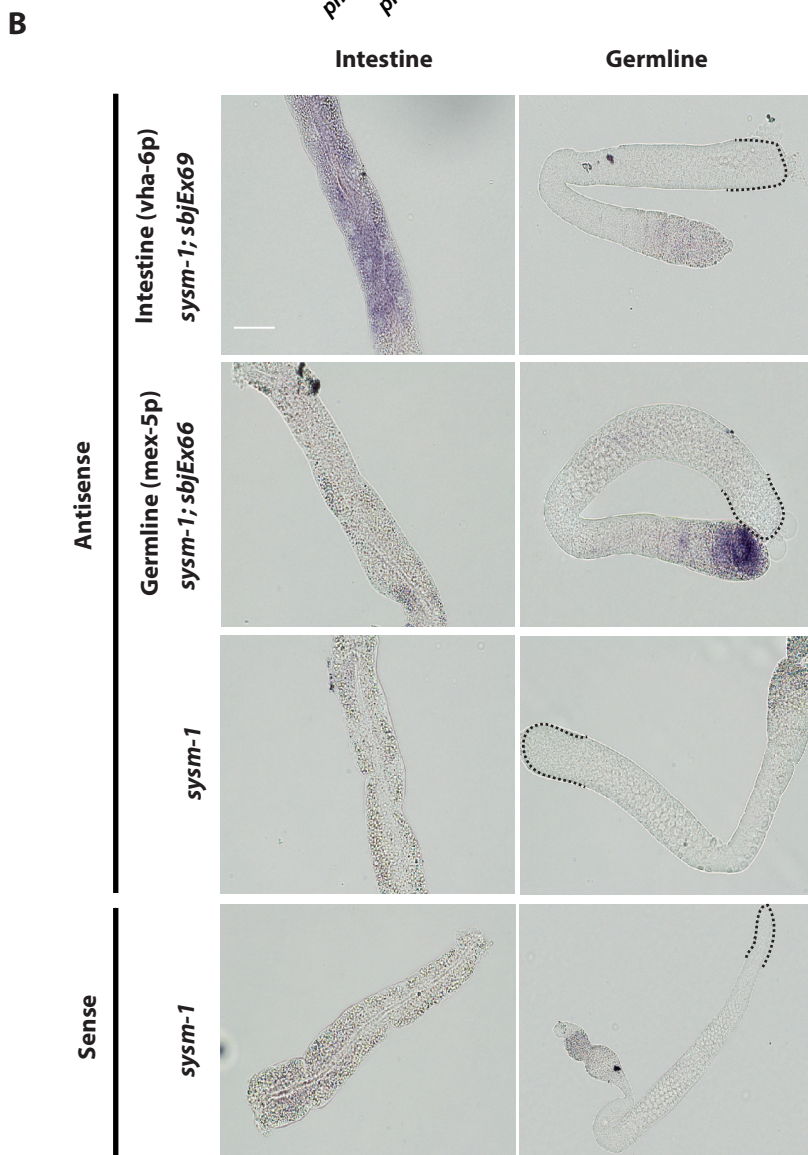 B
Intestine
Germline
Antisense
Intestine (vha-6p)
sysm-1; sbjEx69
Germline (mex-5p)
sysm-1; sbjEx66
sysm-1
Sense
sysm-1